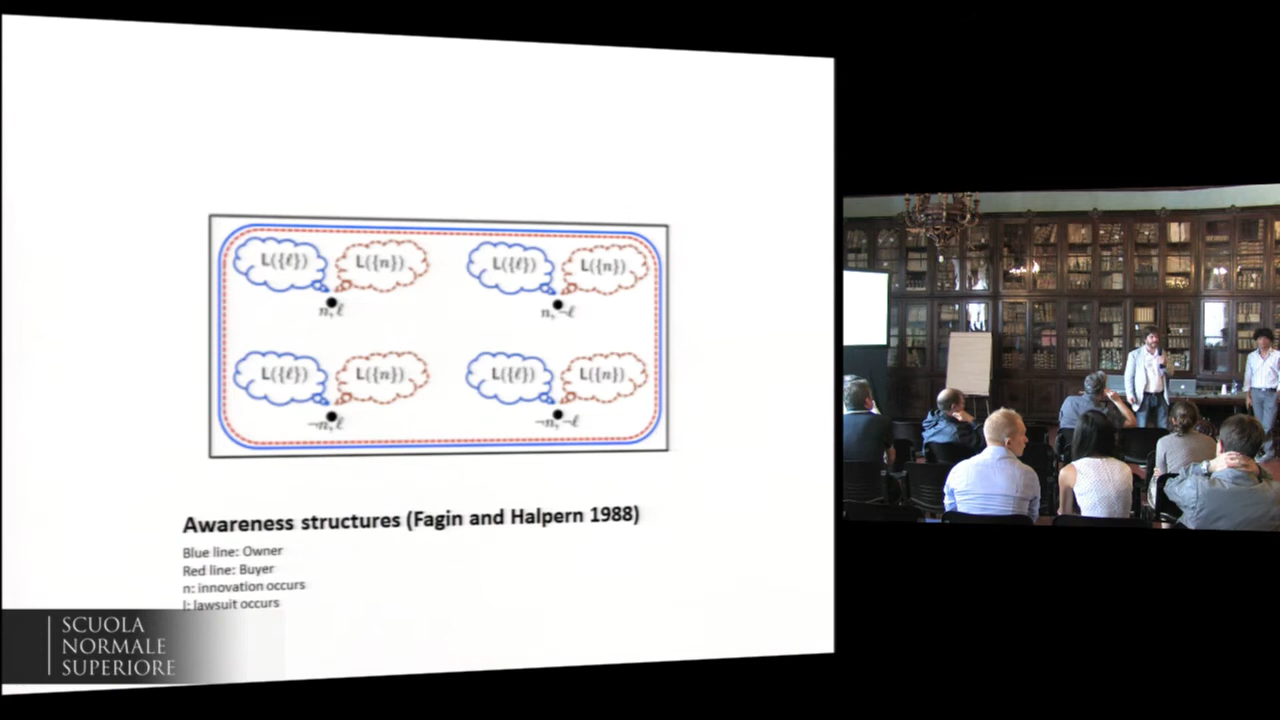 L({ℓ}) L({n}) L({ℓ}) L({n})
n, ℓ n, ¬ℓ
L({ℓ}) L({n}) L({ℓ}) L({n})
¬n, ℓ ¬n, ¬ℓ
Awareness structures (Fagin and Halpern 1988)
Blue line: Owner
Red line: Buyer
n: innovation occurs
l: lawsuit occurs
SCUOLA
NORMALE
SUPERIORE